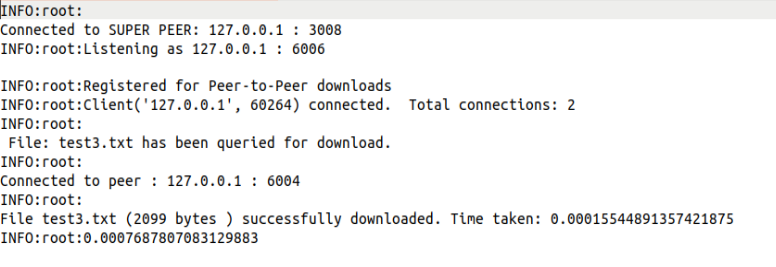 INFO:root:
Connected to SUPER PEER: 127.0.0.1 : 3008
INFO:root:Listening as 127.0.0.1 : 6006
INFO:root:Registered for Peer-to-Peer downloads
INFO:root:Client('127.0.0.1', 60264) connected.  Total connections: 2
INFO:root:
 File: test3.txt has been queried for download.
INFO:root:
Connected to peer : 127.0.0.1 : 6004
INFO:root:
File test3.txt (2099 bytes ) successfully downloaded. Time taken: 0.00015544891357421875
INFO:root:0.0007687807083129883